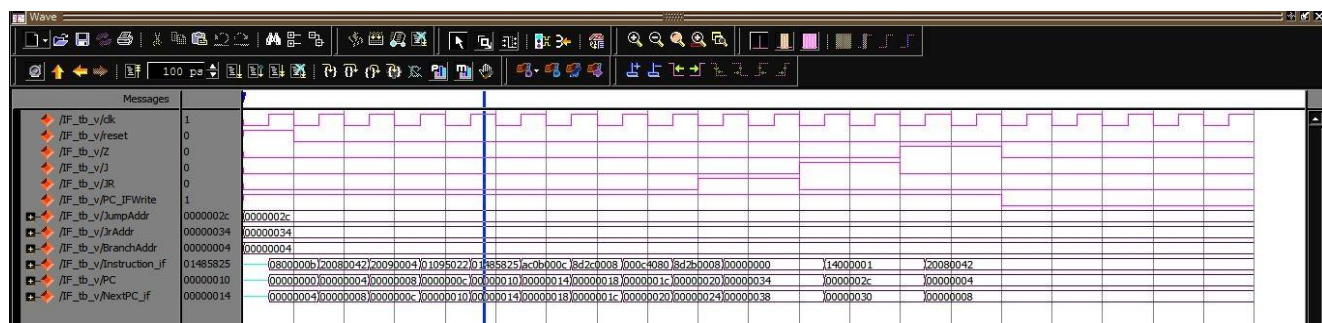 Wave
100 ps
Messages
/IF_tb_v/clk 1
/IF_tb_v/reset 0
/IF_tb_v/Z 0
/IF_tb_v/J 0
/IF_tb_v/JR 0
/IF_tb_v/PC_IFWrite 1
/IF_tb_v/JumpAddr 0000002c 0000002c
/IF_tb_v/JrAddr 00000034 00000034
/IF_tb_v/BranchAddr 00000004 00000004
/IF_tb_v/Instruction_if 01485825 0800000b 20080042 20090004 01095022 01485825 ac0b000c 8d2c0008 000c4080 8d2b0008 00000000 14000001 20080042
/IF_tb_v/PC 00000010 00000000 00000004 00000008 0000000c 00000010 00000014 00000018 0000001c 00000020 00000034 0000002c 00000004
/IF_tb_v/NextPC_if 00000014 00000004 00000008 0000000c 00000010 00000014 00000018 0000001c 00000020 00000024 00000038 00000030 00000008